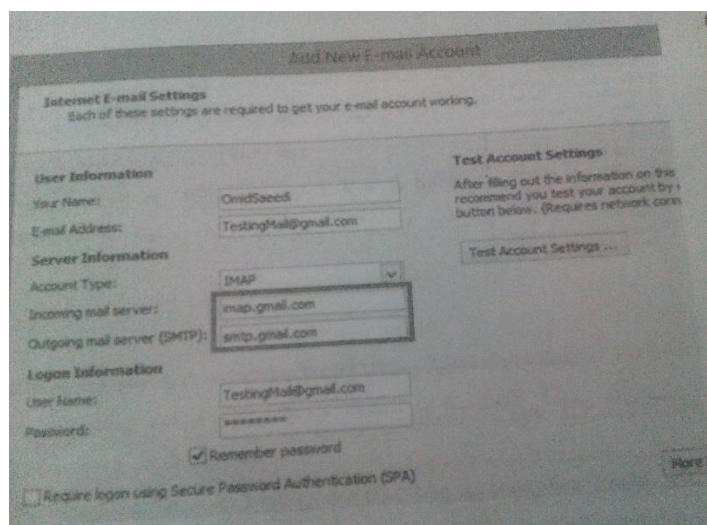 Add New E-mail Account
Internet E-mail Settings
Each of these settings are required to get your e-mail account working.
User Information
Your Name: OmidSaeedi
E-mail Address: TestingMail@gmail.com
Server Information
Account Type: IMAP
Incoming mail server: imap.gmail.com
Outgoing mail server (SMTP): smtp.gmail.com
Logon Information
User Name: TestingMail@gmail.com
Password: ********
Remember password
Require logon using Secure Password Authentication (SPA)
Test Account Settings
After filling out the information on this
recommend you test your account by
button below. (Requires network conn
Test Account Settings ...
More